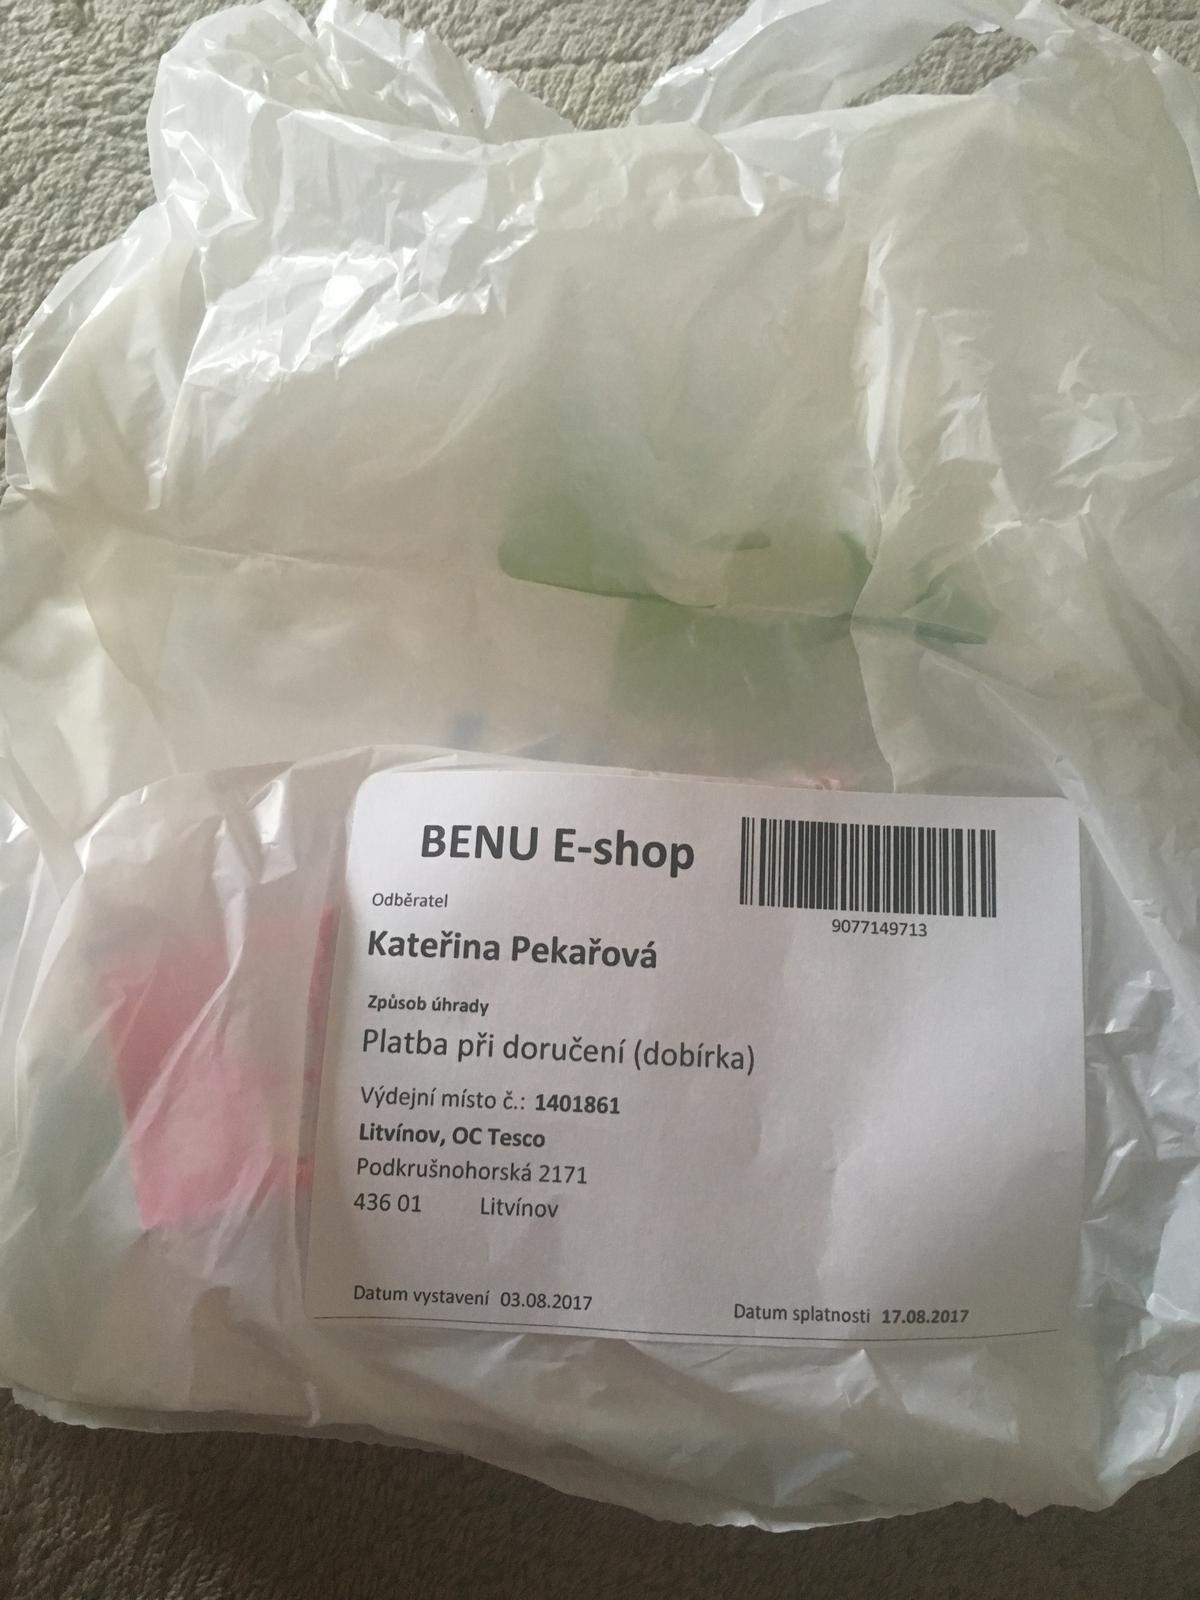 BENU E-shop
9077149713
Odběratel
Kateřina Pekařová
Způsob úhrady
Platba při doručení (dobírka)
Výdejní místo č.: 1401861
Litvínov, OC Tesco
Podkrušnohorská 2171
436 01 Litvínov
Datum vystavení 03.08.2017
Datum splatnosti 17.08.2017